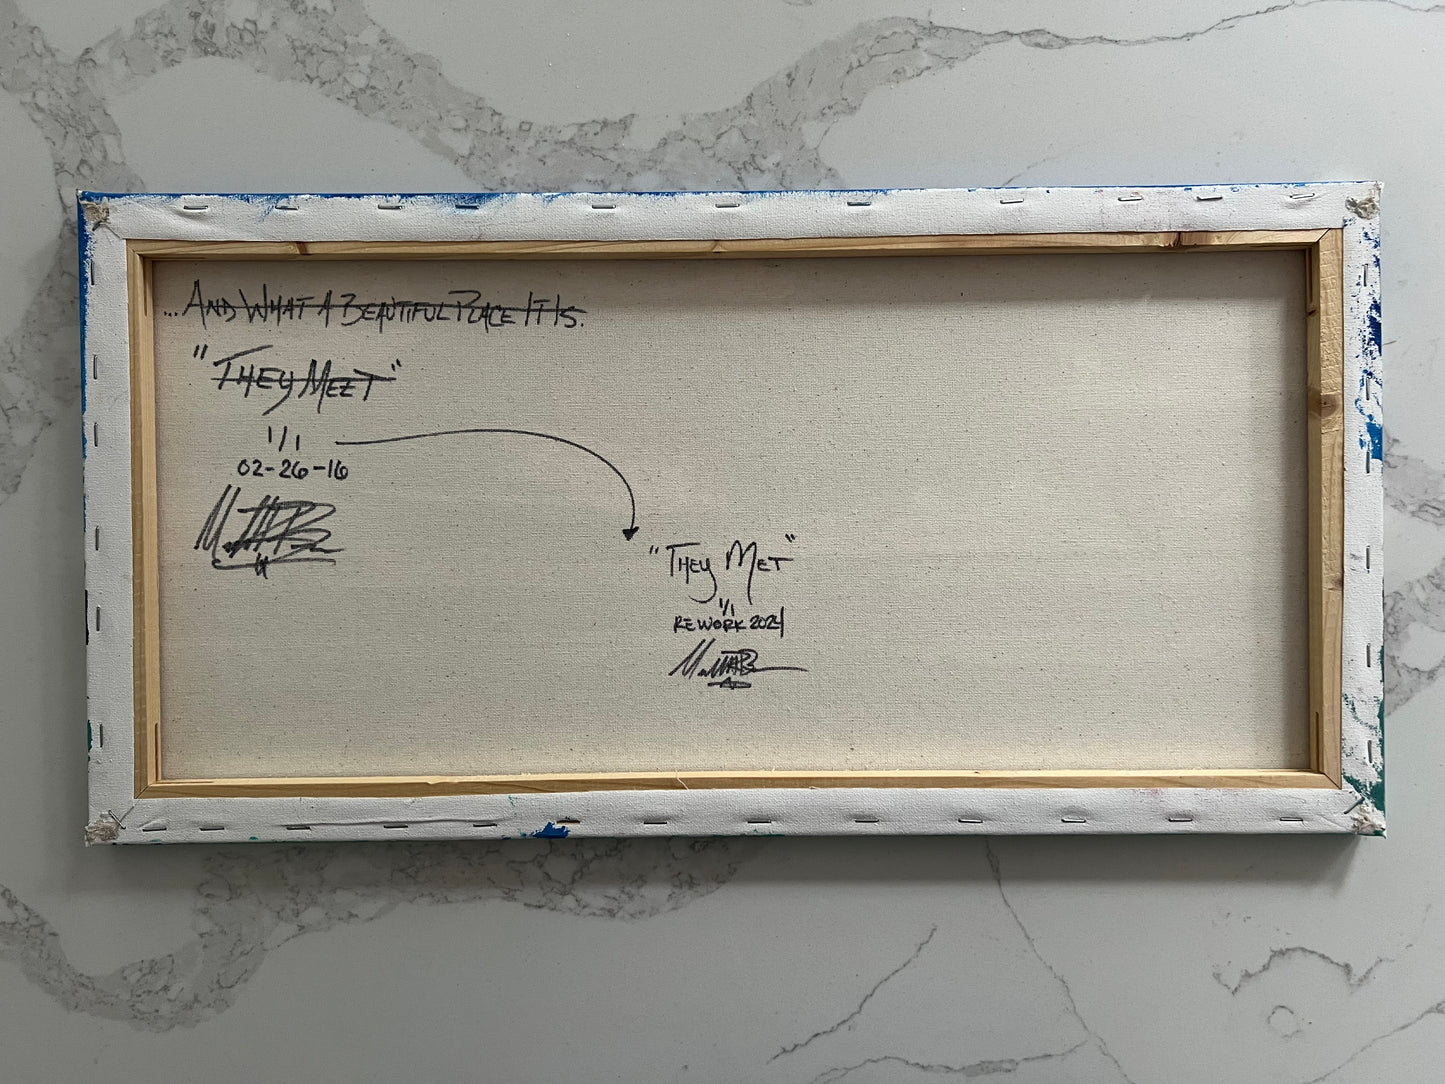 ...And What A Beautiful Place It Is.
"They Meet"
1/1
02-26-16
"They Met"
1/1
REWORK 2024